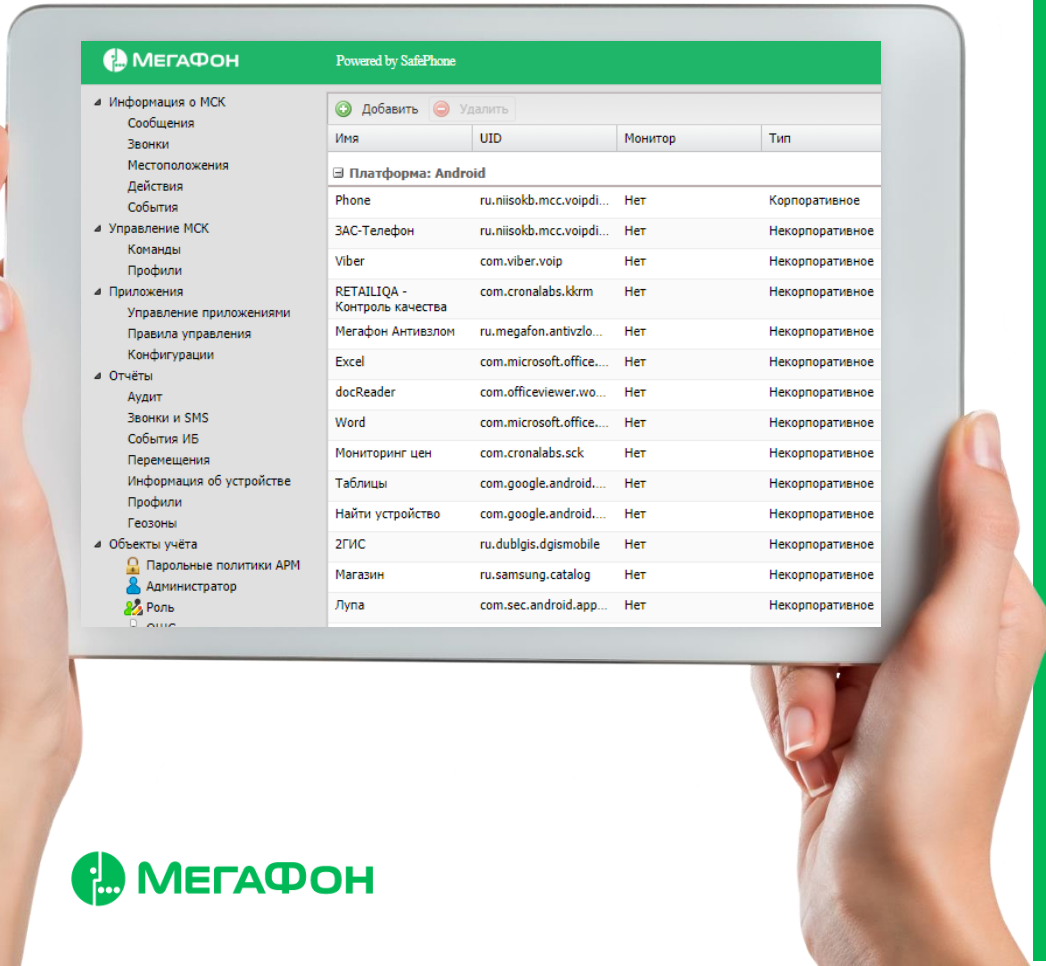 МЕГАФОН
Powered by SafePhone
Информация о МСК
Сообщения
Звонки
Местоположения
Действия
События
Управление МСК
Команды
Профили
Приложения
Управление приложениями
Правила управления
Конфигурации
Отчёты
Аудит
Звонки и SMS
События ИБ
Перемещения
Информация об устройстве
Профили
Геозоны
Объекты учёта
Парольные политики АРМ
Администратор
Роль
Добавить Удалить
Имя UID Монитор Тип
Платформа: Android
Phone ru.niisokb.mcc.voipdi... Нет Корпоративное
ЗАС-Телефон ru.niisokb.mcc.voipdi... Нет Некорпоративное
Viber com.viber.voip Нет Некорпоративное
RETAILIQA - com.cronalabs.kkrm Нет Некорпоративное
Контроль качества
Мегафон Антивзлом ru.megafon.antivzlo... Нет Некорпоративное
Excel com.microsoft.office.... Нет Некорпоративное
docReader com.officeviewer.wo... Нет Некорпоративное
Word com.microsoft.office.... Нет Некорпоративное
Мониторинг цен com.cronalabs.sck Нет Некорпоративное
Таблицы com.google.android.... Нет Некорпоративное
Найти устройство com.google.android.... Нет Некорпоративное
2ГИС ru.dublgis.dgismobile Нет Некорпоративное
Магазин ru.samsung.catalog Нет Некорпоративное
Лупа com.sec.android.app... Нет Некорпоративное
МЕГАФОН